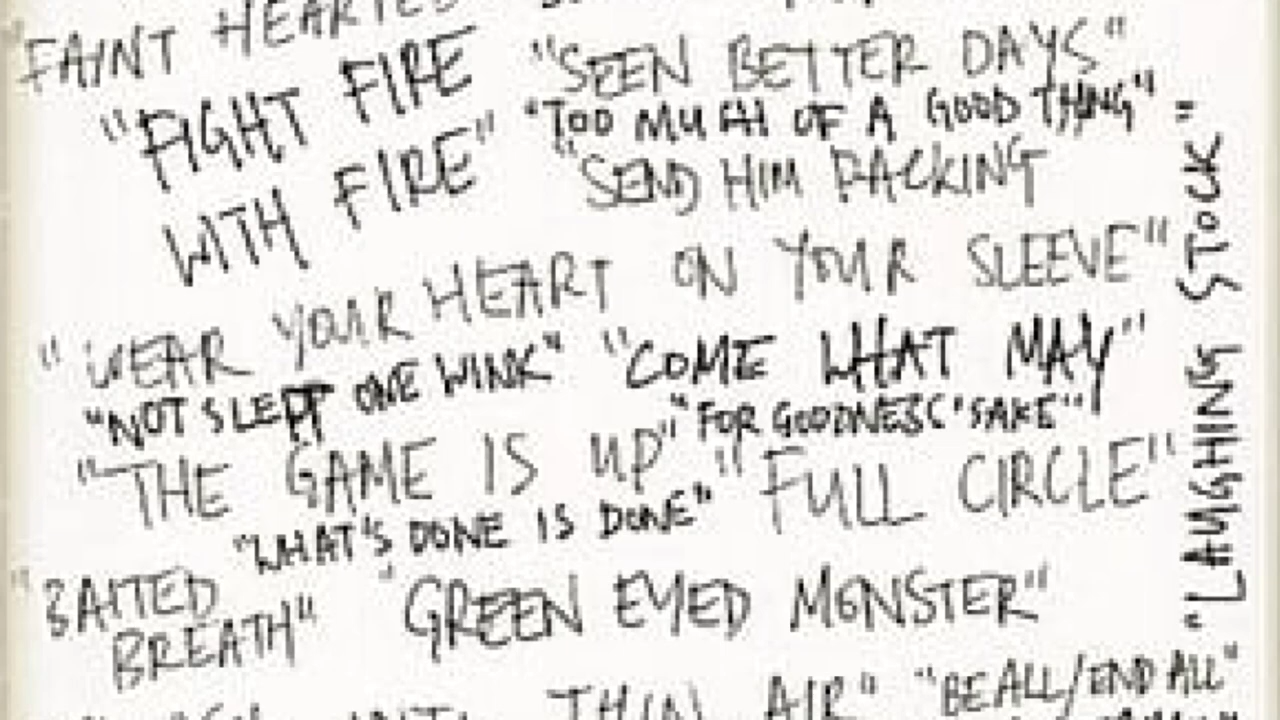 "FAINT HEARTED
"FIGHT FIRE
WITH FIRE"
"SEEN BETTER DAYS"
"TOO MUCH OF A GOOD THING"
"SEND HIM PACKING
"WEAR YOUR HEART ON YOUR SLEEVE"
"NOT SLEPT ONE WINK"
"COME WHAT MAY"
"FOR GOODNESS' SAKE"
"THE GAME IS UP"
"FULL CIRCLE"
"WHAT'S DONE IS DONE"
"BAITED
BREATH"
"GREEN EYED MONSTER"
THIN AIR"
"BE ALL/END ALL"
"LAUGHING STOCK"